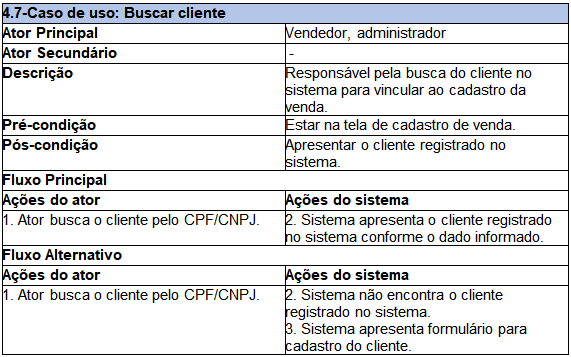 4.7-Caso de uso: Buscar cliente
Ator Principal Vendedor, administrador
Ator Secundário -
Descrição Responsável pela busca do cliente no
sistema para vincular ao cadastro da
venda.
Pré-condição Estar na tela de cadastro de venda.
Pós-condição Apresentar o cliente registrado no
sistema.
Fluxo Principal
Ações do ator Ações do sistema
1. Ator busca o cliente pelo CPF/CNPJ. 2. Sistema apresenta o cliente registrado
no sistema conforme o dado informado.
Fluxo Alternativo
Ações do ator Ações do sistema
1. Ator busca o cliente pelo CPF/CNPJ. 2. Sistema não encontra o cliente
registrado no sistema.
3. Sistema apresenta formulário para
cadastro do cliente.